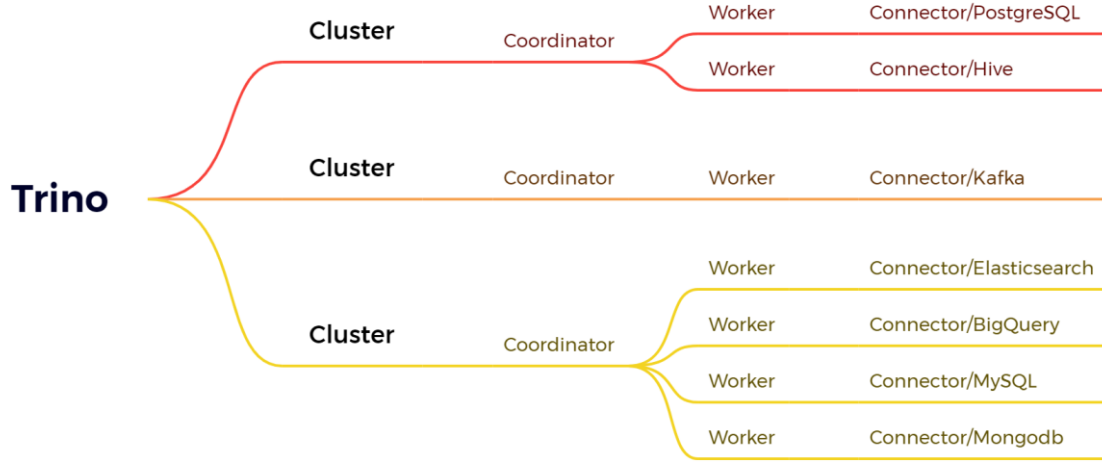 Trino
Cluster
Coordinator
Worker
Connector/PostgreSQL
Worker
Connector/Hive
Cluster
Coordinator
Worker
Connector/Kafka
Cluster
Coordinator
Worker
Connector/Elasticsearch
Worker
Connector/BigQuery
Worker
Connector/MySQL
Worker
Connector/Mongodb